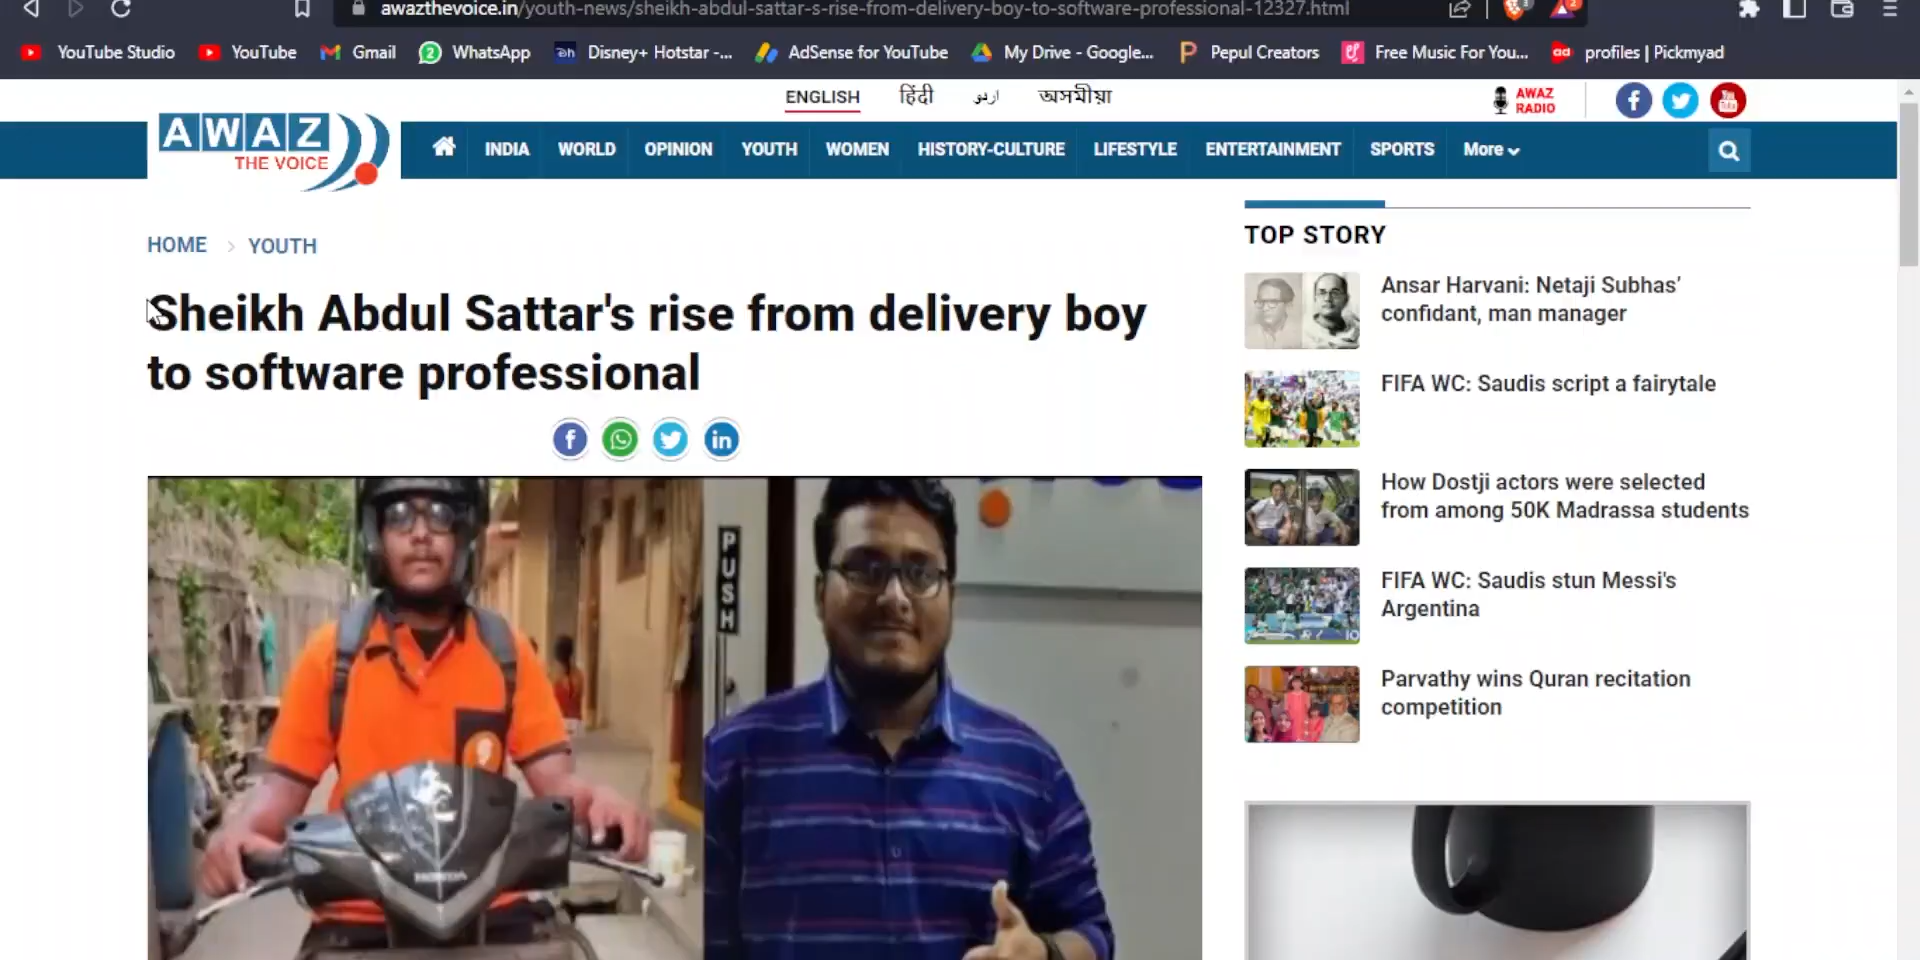 awazthevoice.in/youth-news/sheikh-abdul-sattar-s-rise-from-delivery-boy-to-software-professional-12327.html
YouTube Studio YouTube Gmail WhatsApp Disney+ Hotstar -... AdSense for YouTube My Drive - Google... Pepul Creators Free Music For You... profiles | Pickmyad
ENGLISH हिंदी اردو অসমীয়া
AWAZ
RADIO
AWAZ
THE VOICE
INDIA WORLD OPINION YOUTH WOMEN HISTORY-CULTURE LIFESTYLE ENTERTAINMENT SPORTS More
HOME > YOUTH
Sheikh Abdul Sattar's rise from delivery boy
to software professional
PUSH
HONDA
TOP STORY
Ansar Harvani: Netaji Subhas'
confidant, man manager
FIFA WC: Saudis script a fairytale
How Dostji actors were selected
from among 50K Madrassa students
FIFA WC: Saudis stun Messi's
Argentina
Parvathy wins Quran recitation
competition